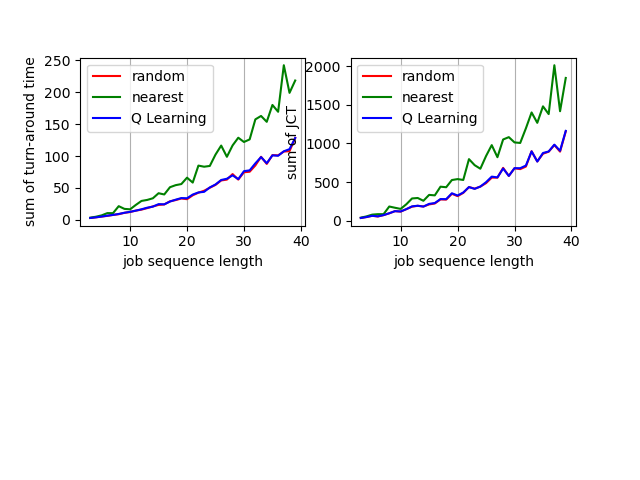 250
200
150
100
50
0
sum of turn-around time
random
nearest
Q Learning
10
20
30
40
job sequence length
2000
1500
1000
500
0
sum of JCT
random
nearest
Q Learning
10
20
30
40
job sequence length